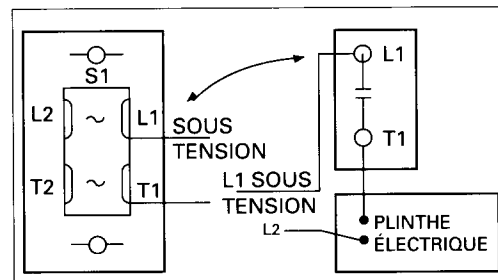 S1
L2 ~ L1
SOUS
TENSION
T2 ~ T1
L1 SOUS
TENSION
L1
T1
PLINTHE
L2
ÉLECTRIQUE